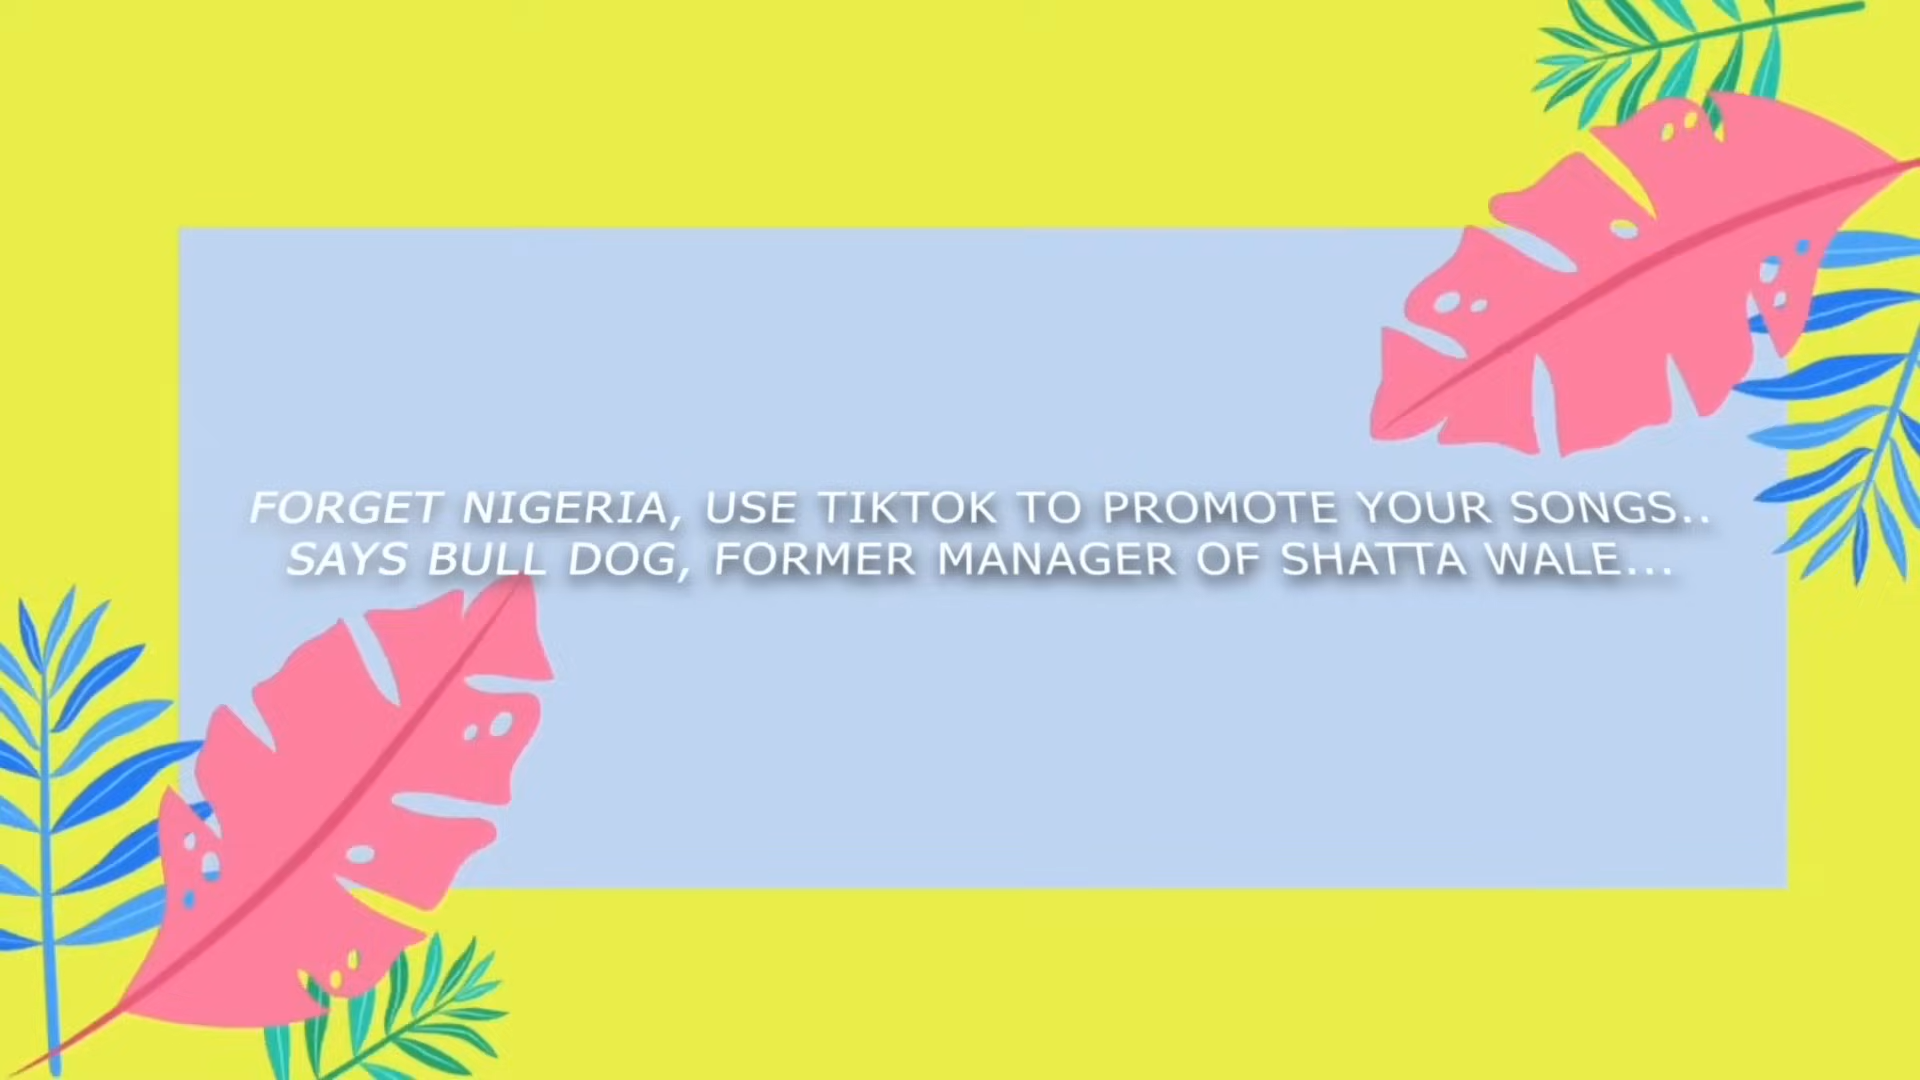 FORGET NIGERIA, USE TIKTOK TO PROMOTE YOUR SONGS..
SAYS BULL DOG, FORMER MANAGER OF SHATTA WALE...